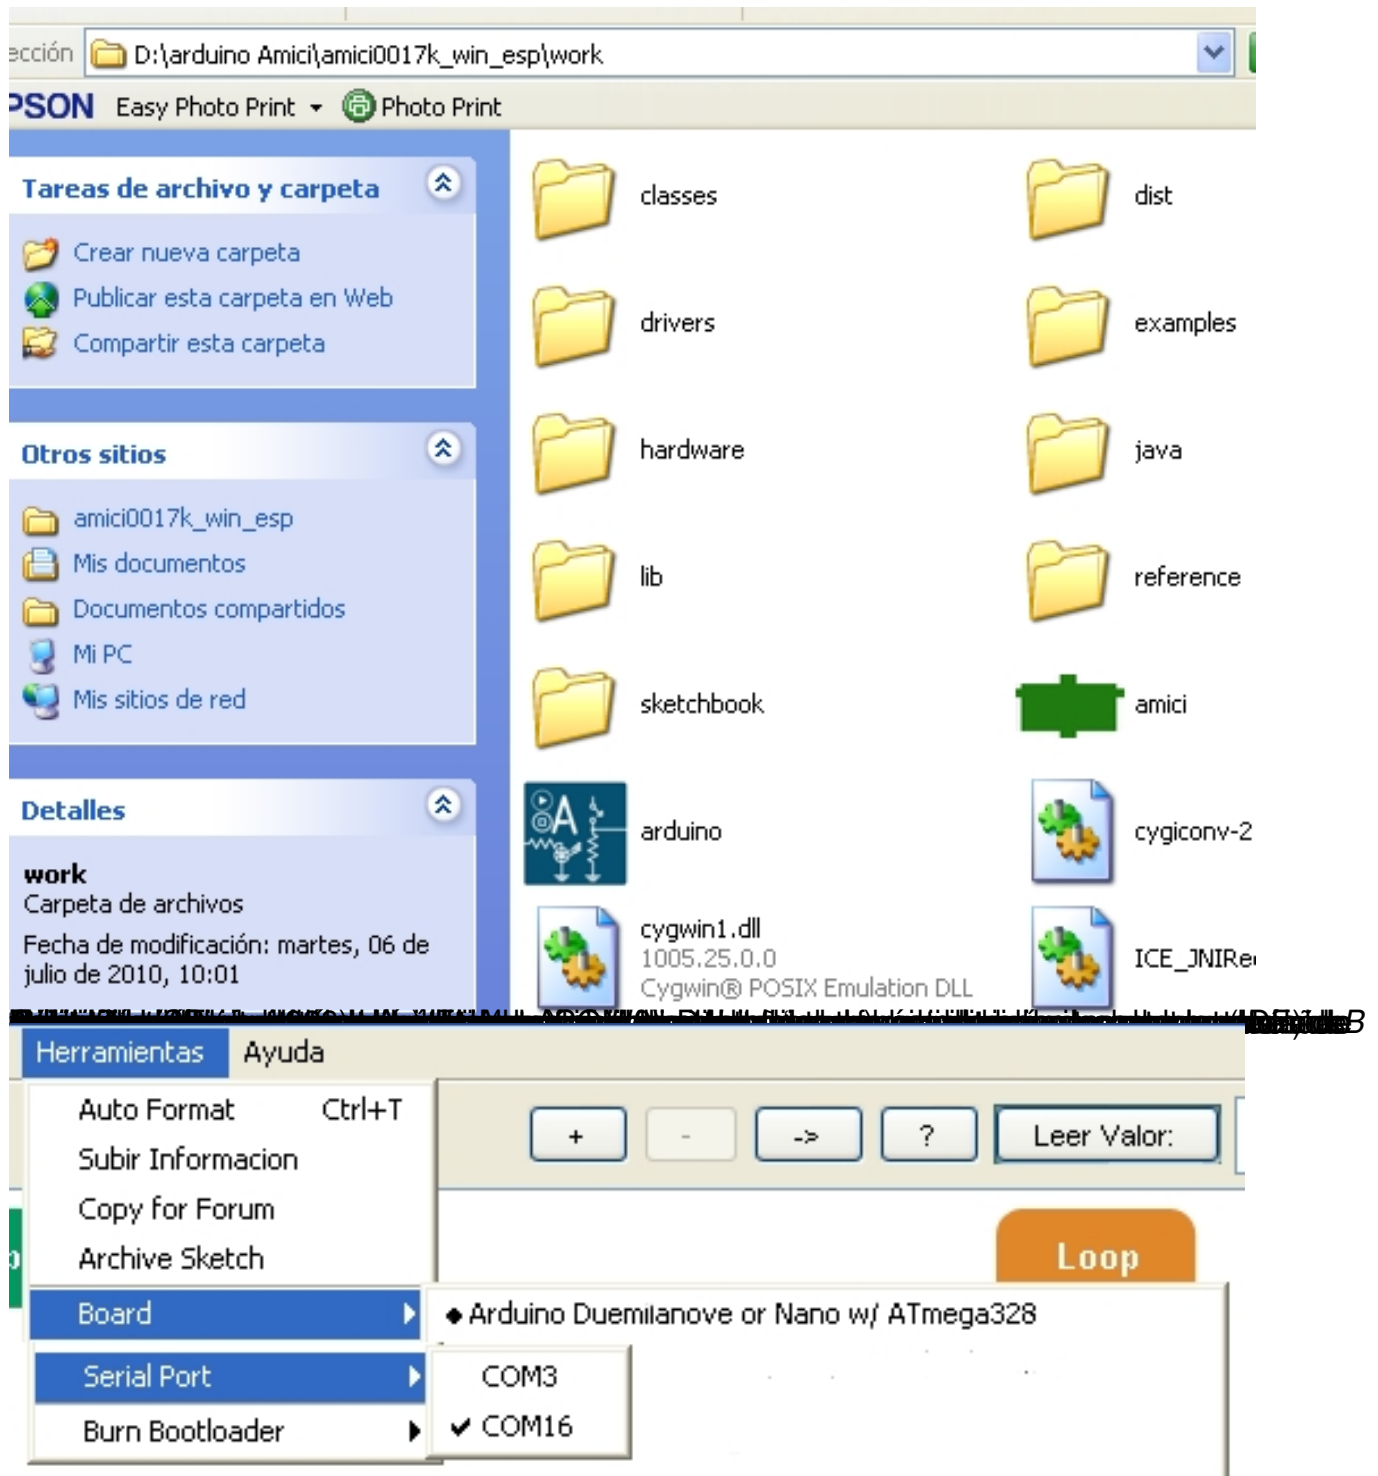 ección D:\arduino Amici\amici0017k_win_esp\work
PSON Easy Photo Print Photo Print
Tareas de archivo y carpeta
Crear nueva carpeta
Publicar esta carpeta en Web
Compartir esta carpeta
Otros sitios
amici0017k_win_esp
Mis documentos
Documentos compartidos
Mi PC
Mis sitios de red
Detalles
work
Carpeta de archivos
Fecha de modificación: martes, 06 de
julio de 2010, 10:01
classes
dist
drivers
examples
hardware
java
lib
reference
sketchbook
amici
arduino
cygiconv-2
cygwin1.dll
1005.25.0.0
Cygwin® POSIX Emulation DLL
ICE_JNIRe
Herramientas Ayuda
Auto Format Ctrl+T
Subir Informacion
Copy for Forum
Archive Sketch
Board
Serial Port
Burn Bootloader
+ - -> ? Leer Valor:
Loop
Arduino Duemilanove or Nano w/ ATmega328
COM3
COM16